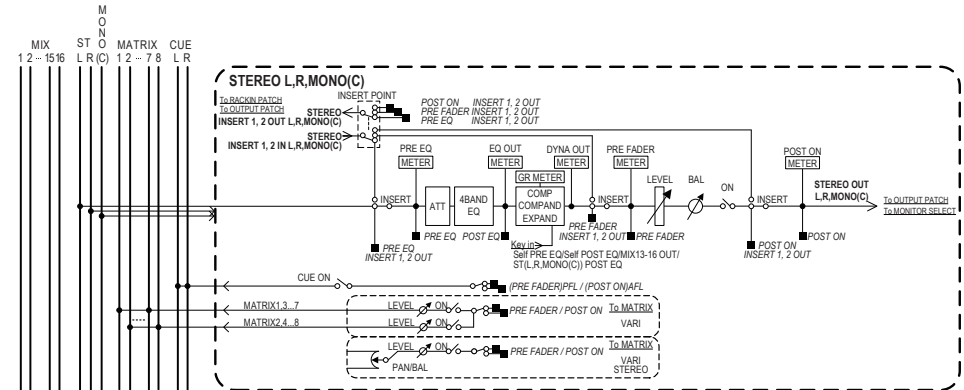 M
O
N
O
MIX
ST
MATRIX
CUE
1 2 ··· 1516
L R (C)
1 2 ··· 7 8
L R
STEREO L,R,MONO(C)
To RACKIN PATCH
To OUTPUT PATCH
INSERT POINT
STEREO
INSERT 1, 2 OUT L,R,MONO(C)
STEREO
INSERT 1, 2 IN L,R,MONO(C)
POST ON INSERT 1, 2 OUT
PRE FADER INSERT 1, 2 OUT
PRE EQ INSERT 1, 2 OUT
PRE EQ
METER
EQ OUT
METER
DYNA OUT
METER
PRE FADER
METER
POST ON
METER
GR METER
LEVEL
BAL
ON
INSERT
ATT
4BAND
EQ
COMP
COMPAND
EXPAND
INSERT
INSERT
STEREO OUT
L,R,MONO(C)
To OUTPUT PATCH
To MONITOR SELECT
PRE EQ
POST EQ
PRE FADER
INSERT 1, 2 OUT
PRE FADER
POST ON
PRE EQ
INSERT 1, 2 OUT
Key in
Self PRE EQ/Self POST EQ/MIX13-16 OUT/
ST(L,R,MONO(C)) POST EQ
POST ON
INSERT 1, 2 OUT
CUE ON
(PRE FADER)PFL / (POST ON)AFL
MATRIX1,3...7
LEVEL
ON
PRE FADER / POST ON
To MATRIX
VARI
MATRIX2,4...8
LEVEL
ON
LEVEL
ON
PRE FADER / POST ON
To MATRIX
VARI
STEREO
PAN/BAL